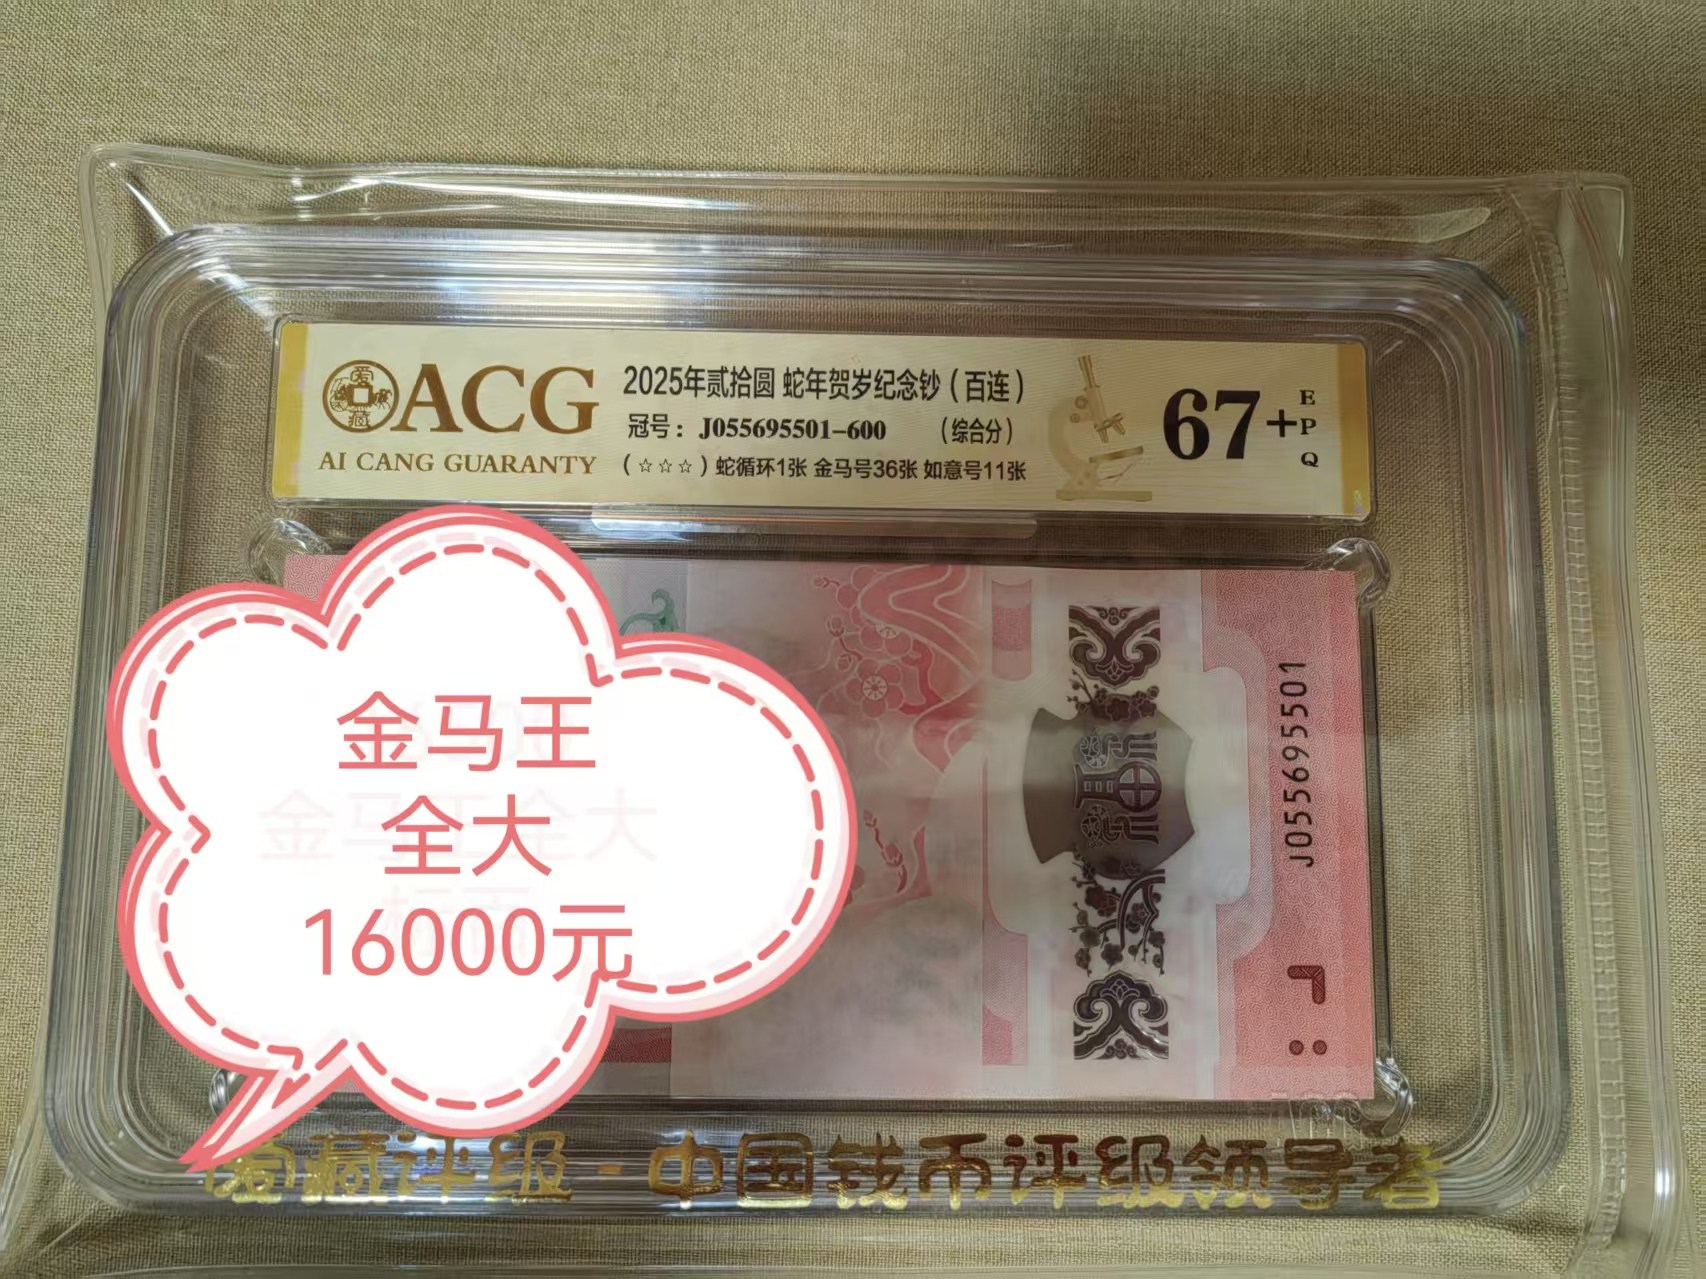 爱藏
ACG
AI CANG GUARANTY
2025年贰拾圆 蛇年贺岁纪念钞（百连）
冠号：J055695501-600 （综合分）
（☆☆☆）蛇循环1张 金马号36张 如意号11张
67+
EPQ
金马王
全大
16000元
J055695501
爱藏评级·中国钱币评级领导者